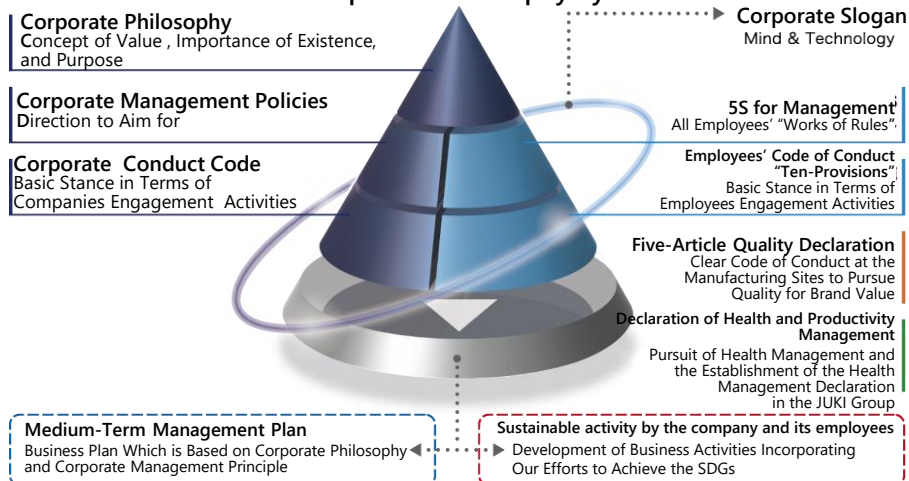 Corporate Philosophy
Concept of Value , Importance of Existence,
and Purpose
Corporate Management Policies
Direction to Aim for
Corporate Conduct Code
Basic Stance in Terms of
Companies Engagement Activities
Corporate Slogan
Mind & Technology
5S for Management
All Employees’ “Works of Rules”
Employees’ Code of Conduct
“Ten-Provisions”
Basic Stance in Terms of
Employees Engagement Activities
Five-Article Quality Declaration
Clear Code of Conduct at the
Manufacturing Sites to Pursue
Quality for Brand Value
Declaration of Health and Productivity
Management
Pursuit of Health Management and
the Establishment of the Health
Management Declaration
in the JUKI Group
Medium-Term Management Plan
Business Plan Which is Based on Corporate Philosophy
and Corporate Management Principle
Sustainable activity by the company and its employees
Development of Business Activities Incorporating
Our Efforts to Achieve the SDGs